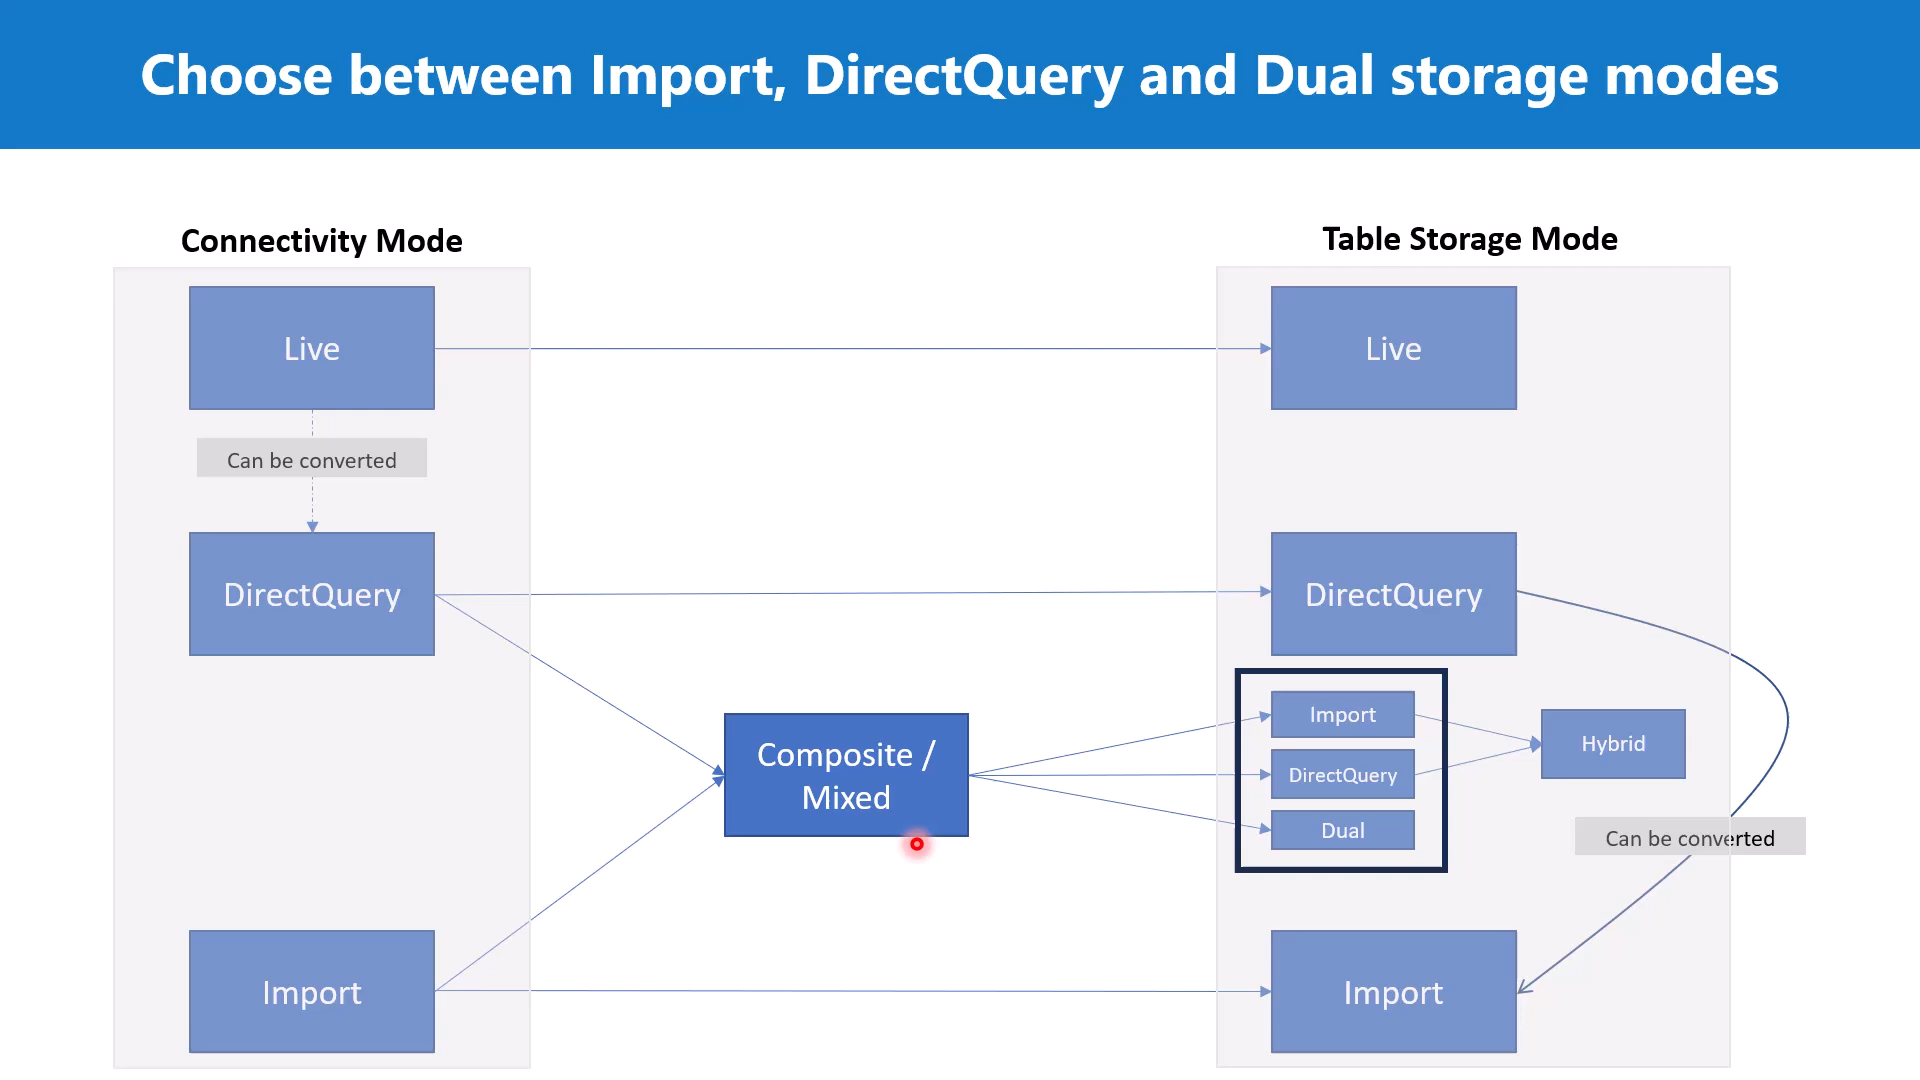 Choose between Import, DirectQuery and Dual storage modes
Connectivity Mode
Live
Can be converted
DirectQuery
Import
Composite /
Mixed
Table Storage Mode
Live
DirectQuery
Import
DirectQuery
Dual
Hybrid
Can be converted
Import